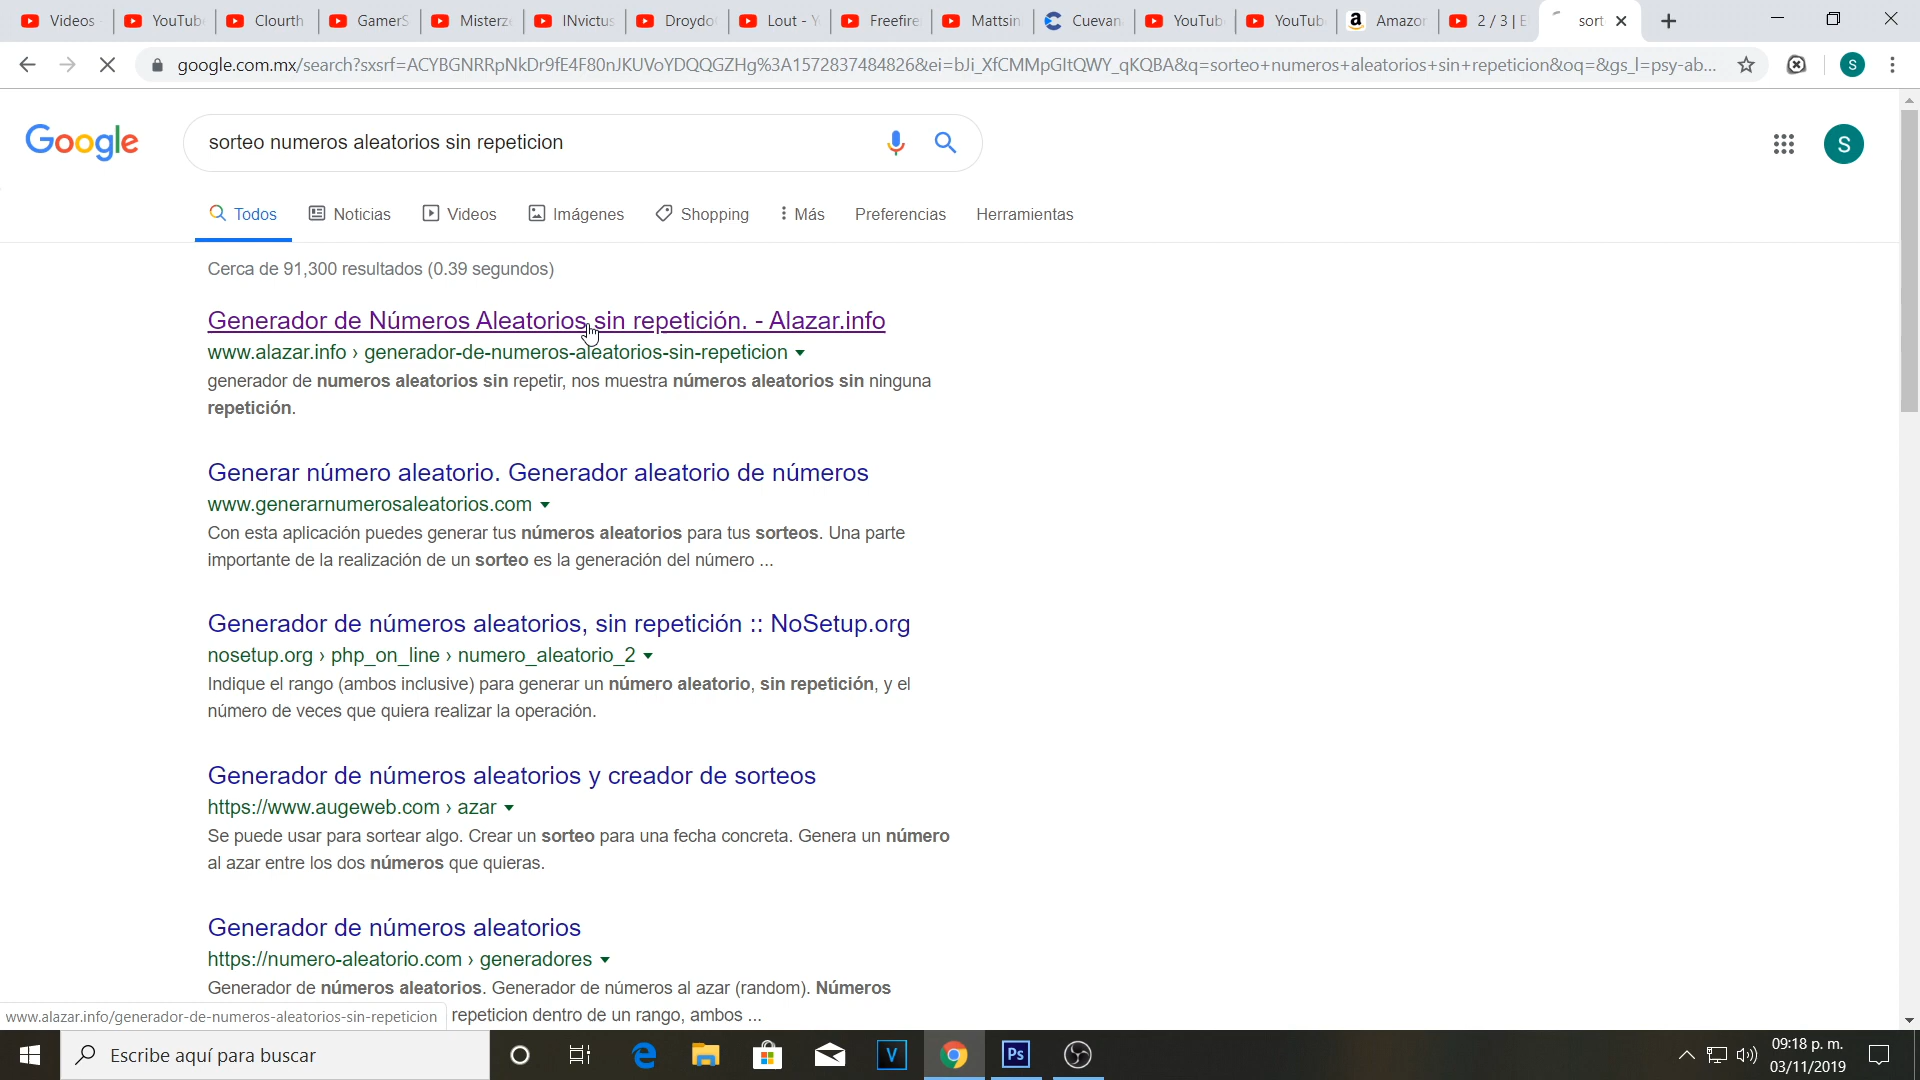 Videos YouTub Clourth GamerS Misterz INvictus Droydo Lout - Y Freefire Mattsin Cuevan YouTub YouTub Amazon 2 / 3 | E sort
google.com.mx/search?sxsrf=ACYBGNRRpNkDr9fE4F80nJKUVoYDQQGZHg%3A1572837484826&ei=bJi_XfCMMpGltQWY_qKQBA&q=sorteo+numeros+aleatorios+sin+repeticion&oq=&gs_l=psy-ab... S
Google sorteo numeros aleatorios sin repeticion S
Todos Noticias Videos Imágenes Shopping Más Preferencias Herramientas
Cerca de 91,300 resultados (0.39 segundos)
Generador de Números Aleatorios sin repetición. - Alazar.info
www.alazar.info › generador-de-numeros-aleatorios-sin-repeticion
generador de numeros aleatorios sin repetir, nos muestra números aleatorios sin ninguna
repetición.
Generar número aleatorio. Generador aleatorio de números
www.generarnumerosaleatorios.com
Con esta aplicación puedes generar tus números aleatorios para tus sorteos. Una parte
importante de la realización de un sorteo es la generación del número ...
Generador de números aleatorios, sin repetición :: NoSetup.org
nosetup.org › php_on_line › numero_aleatorio_2
Indique el rango (ambos inclusive) para generar un número aleatorio, sin repetición, y el
número de veces que quiera realizar la operación.
Generador de números aleatorios y creador de sorteos
https://www.augeweb.com › azar
Se puede usar para sortear algo. Crear un sorteo para una fecha concreta. Genera un número
al azar entre los dos números que quieras.
Generador de números aleatorios
https://numero-aleatorio.com › generadores
Generador de números aleatorios. Generador de números al azar (random). Números
repeticion dentro de un rango, ambos ...
www.alazar.info/generador-de-numeros-aleatorios-sin-repeticion
Escribe aquí para buscar
V
Ps
09:18 p. m.
03/11/2019